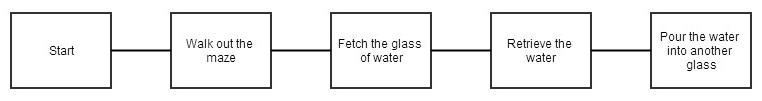 Start
Walk out the
maze
Fetch the glass
of water
Retrieve the
water
Pour the water
into another
glass